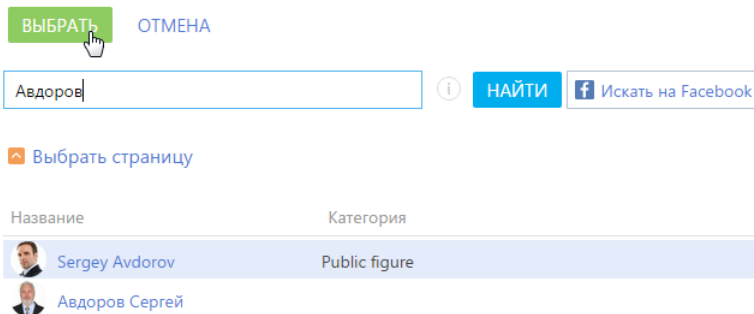 ВЫБРАТЬ ОТМЕНА
Авдоров i НАЙТИ f Искать на Facebook
Выбрать страницу
Название Категория
Sergey Avdorov Public figure
Авдоров Сергей